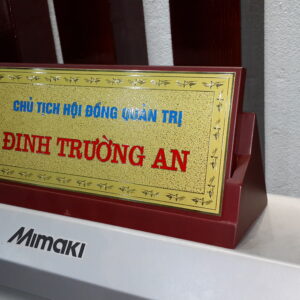 CHỦ TỊCH HỘI ĐỒNG QUẢN TRỊ
ĐINH TRƯỜNG AN
MIMAKI